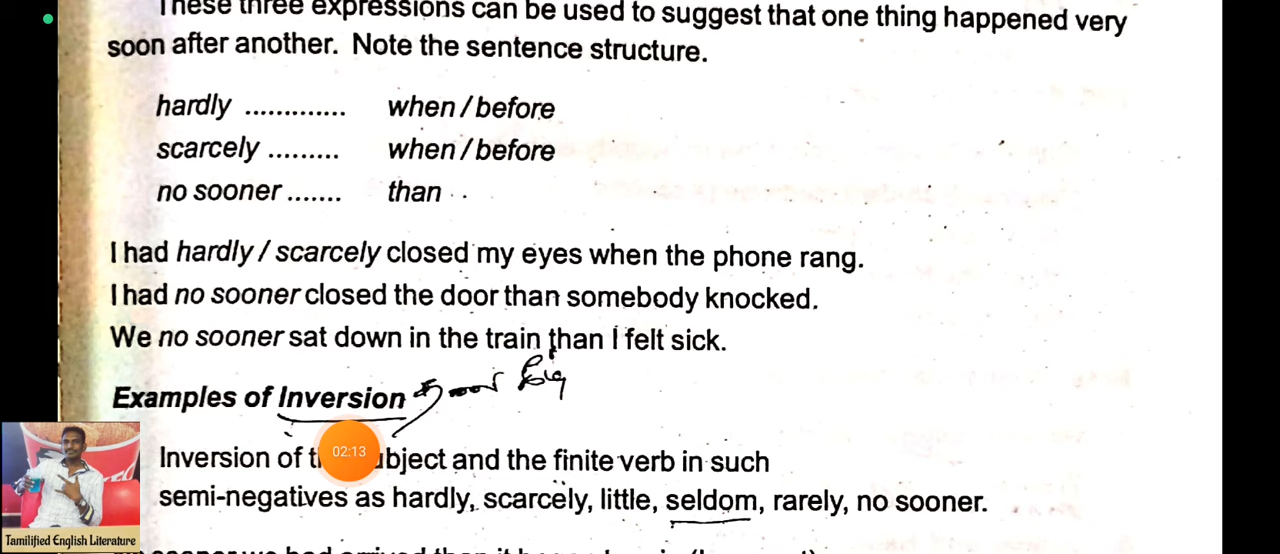 These three expressions can be used to suggest that one thing happened very
soon after another. Note the sentence structure.
hardly ............. when / before
scarcely ......... when / before
no sooner ....... than
I had hardly / scarcely closed my eyes when the phone rang.
I had no sooner closed the door than somebody knocked.
We no sooner sat down in the train than I felt sick.
Examples of Inversion
Inversion of and the finite verb in such
semi-negatives as hardly, scarcely, little, seldom, rarely, no sooner.
02:13
Tamilified English Literature